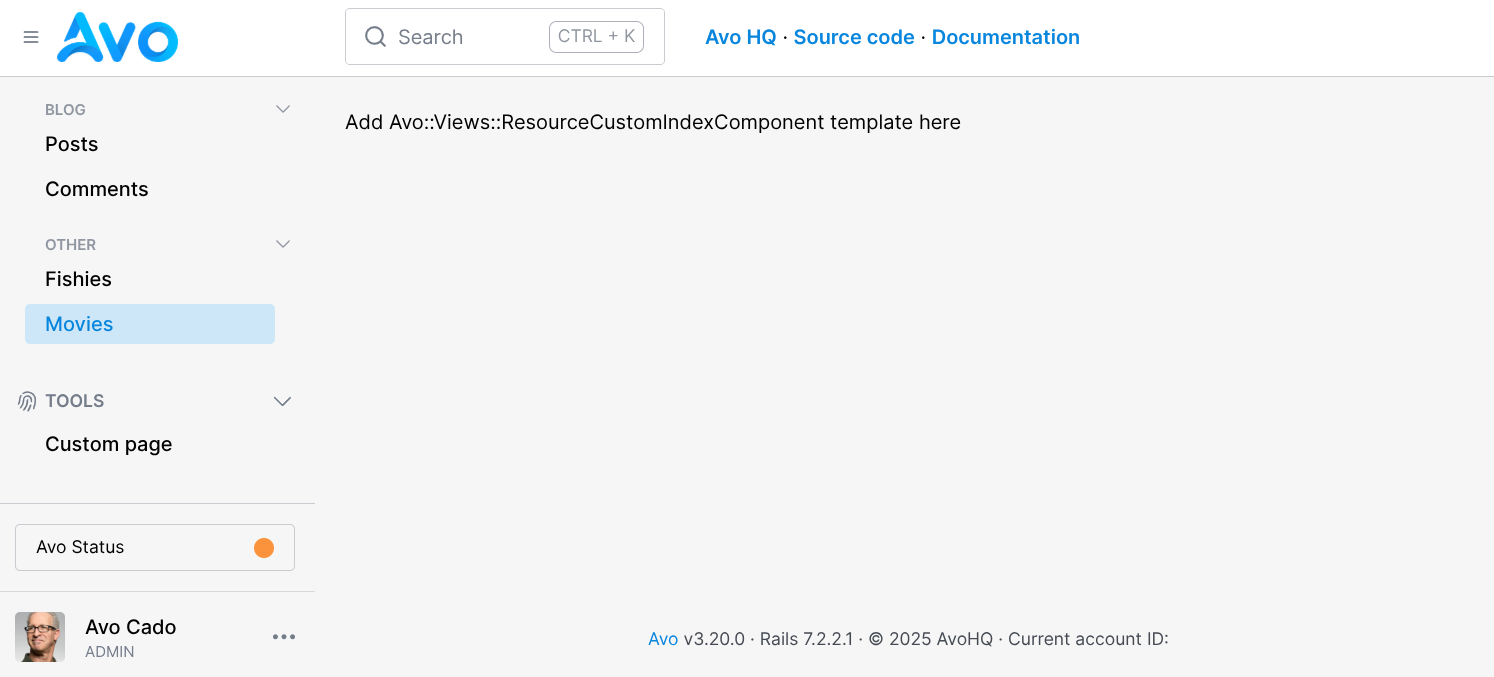 Avo
Search CTRL + K
Avo HQ · Source code · Documentation
BLOG
Posts
Comments
OTHER
Fishies
Movies
TOOLS
Custom page
Avo Status
Avo Cado
ADMIN
Add Avo::Views::ResourceCustomIndexComponent template here
Avo v3.20.0 · Rails 7.2.2.1 · © 2025 AvoHQ · Current account ID: